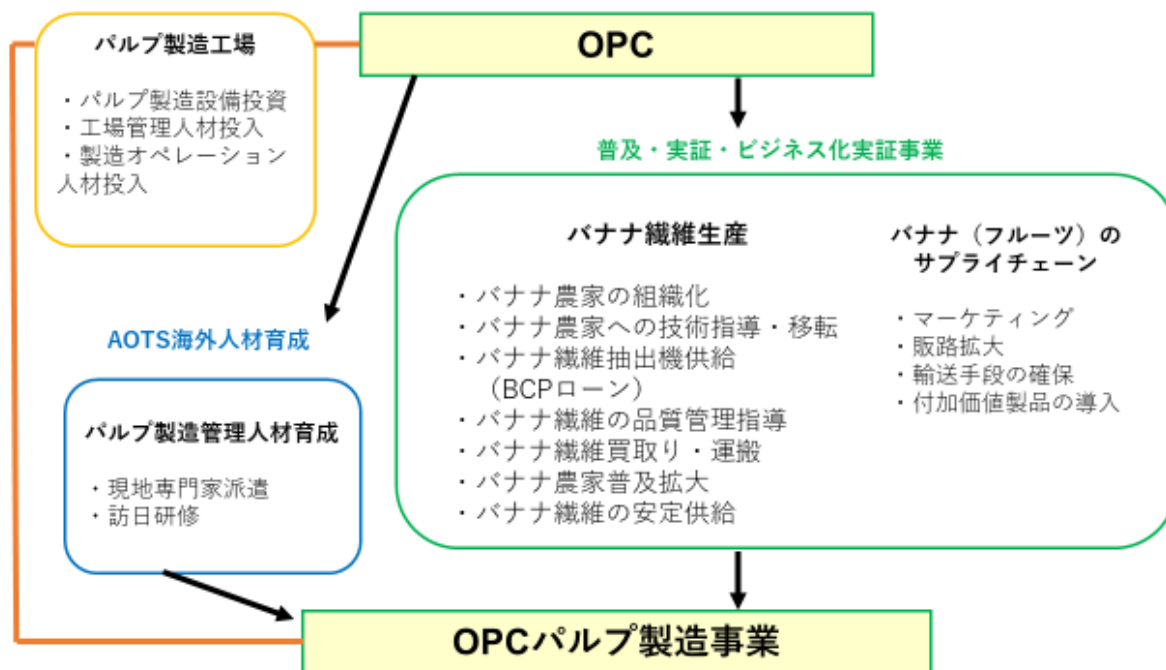 OPC
パルプ製造工場
・パルプ製造設備投資
・工場管理人材投入
・製造オペレーション
人材投入
普及・実証・ビジネス化実証事業
バナナ繊維生産
・バナナ農家の組織化
・バナナ農家への技術指導・移転
・バナナ繊維抽出機供給
（BCPローン）
・バナナ繊維の品質管理指導
・バナナ繊維買取り・運搬
・バナナ農家普及拡大
・バナナ繊維の安定供給
バナナ（フルーツ）の
サプライチェーン
・マーケティング
・販路拡大
・輸送手段の確保
・付加価値製品の導入
AOTS海外人材育成
パルプ製造管理人材育成
・現地専門家派遣
・訪日研修
OPCパルプ製造事業